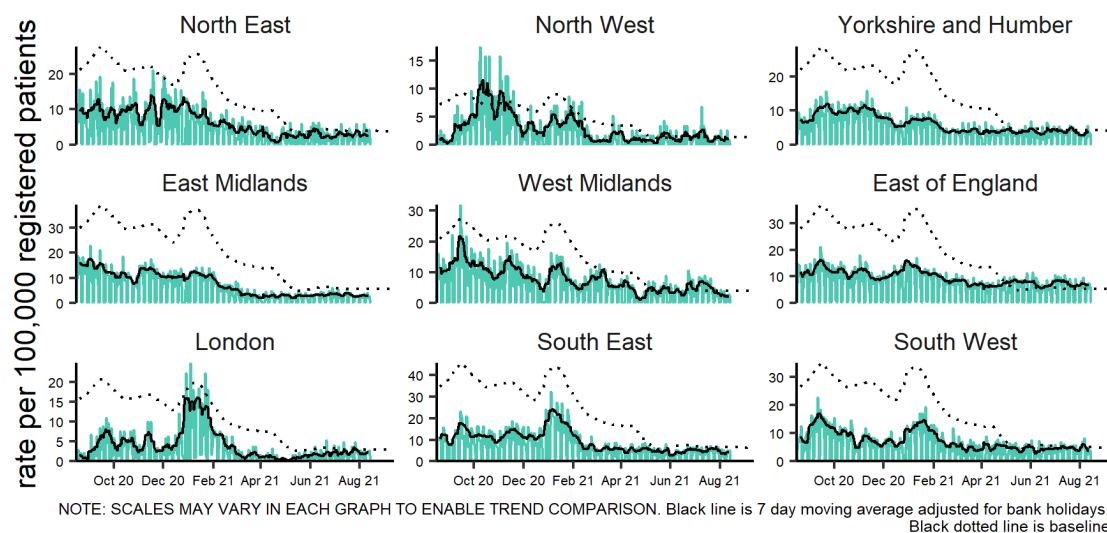 rate per 100,000 registered patients
North East
20
10
0
North West
15
10
5
0
Yorkshire and Humber
20
10
0
East Midlands
30
20
10
0
West Midlands
30
20
10
0
East of England
30
20
10
0
London
20
15
10
5
0
Oct 20 Dec 20 Feb 21 Apr 21 Jun 21 Aug 21
South East
40
30
20
10
0
Oct 20 Dec 20 Feb 21 Apr 21 Jun 21 Aug 21
South West
30
20
10
0
Oct 20 Dec 20 Feb 21 Apr 21 Jun 21 Aug 21
NOTE: SCALES MAY VARY IN EACH GRAPH TO ENABLE TREND COMPARISON. Black line is 7 day moving average adjusted for bank holidays.
Black dotted line is baseline